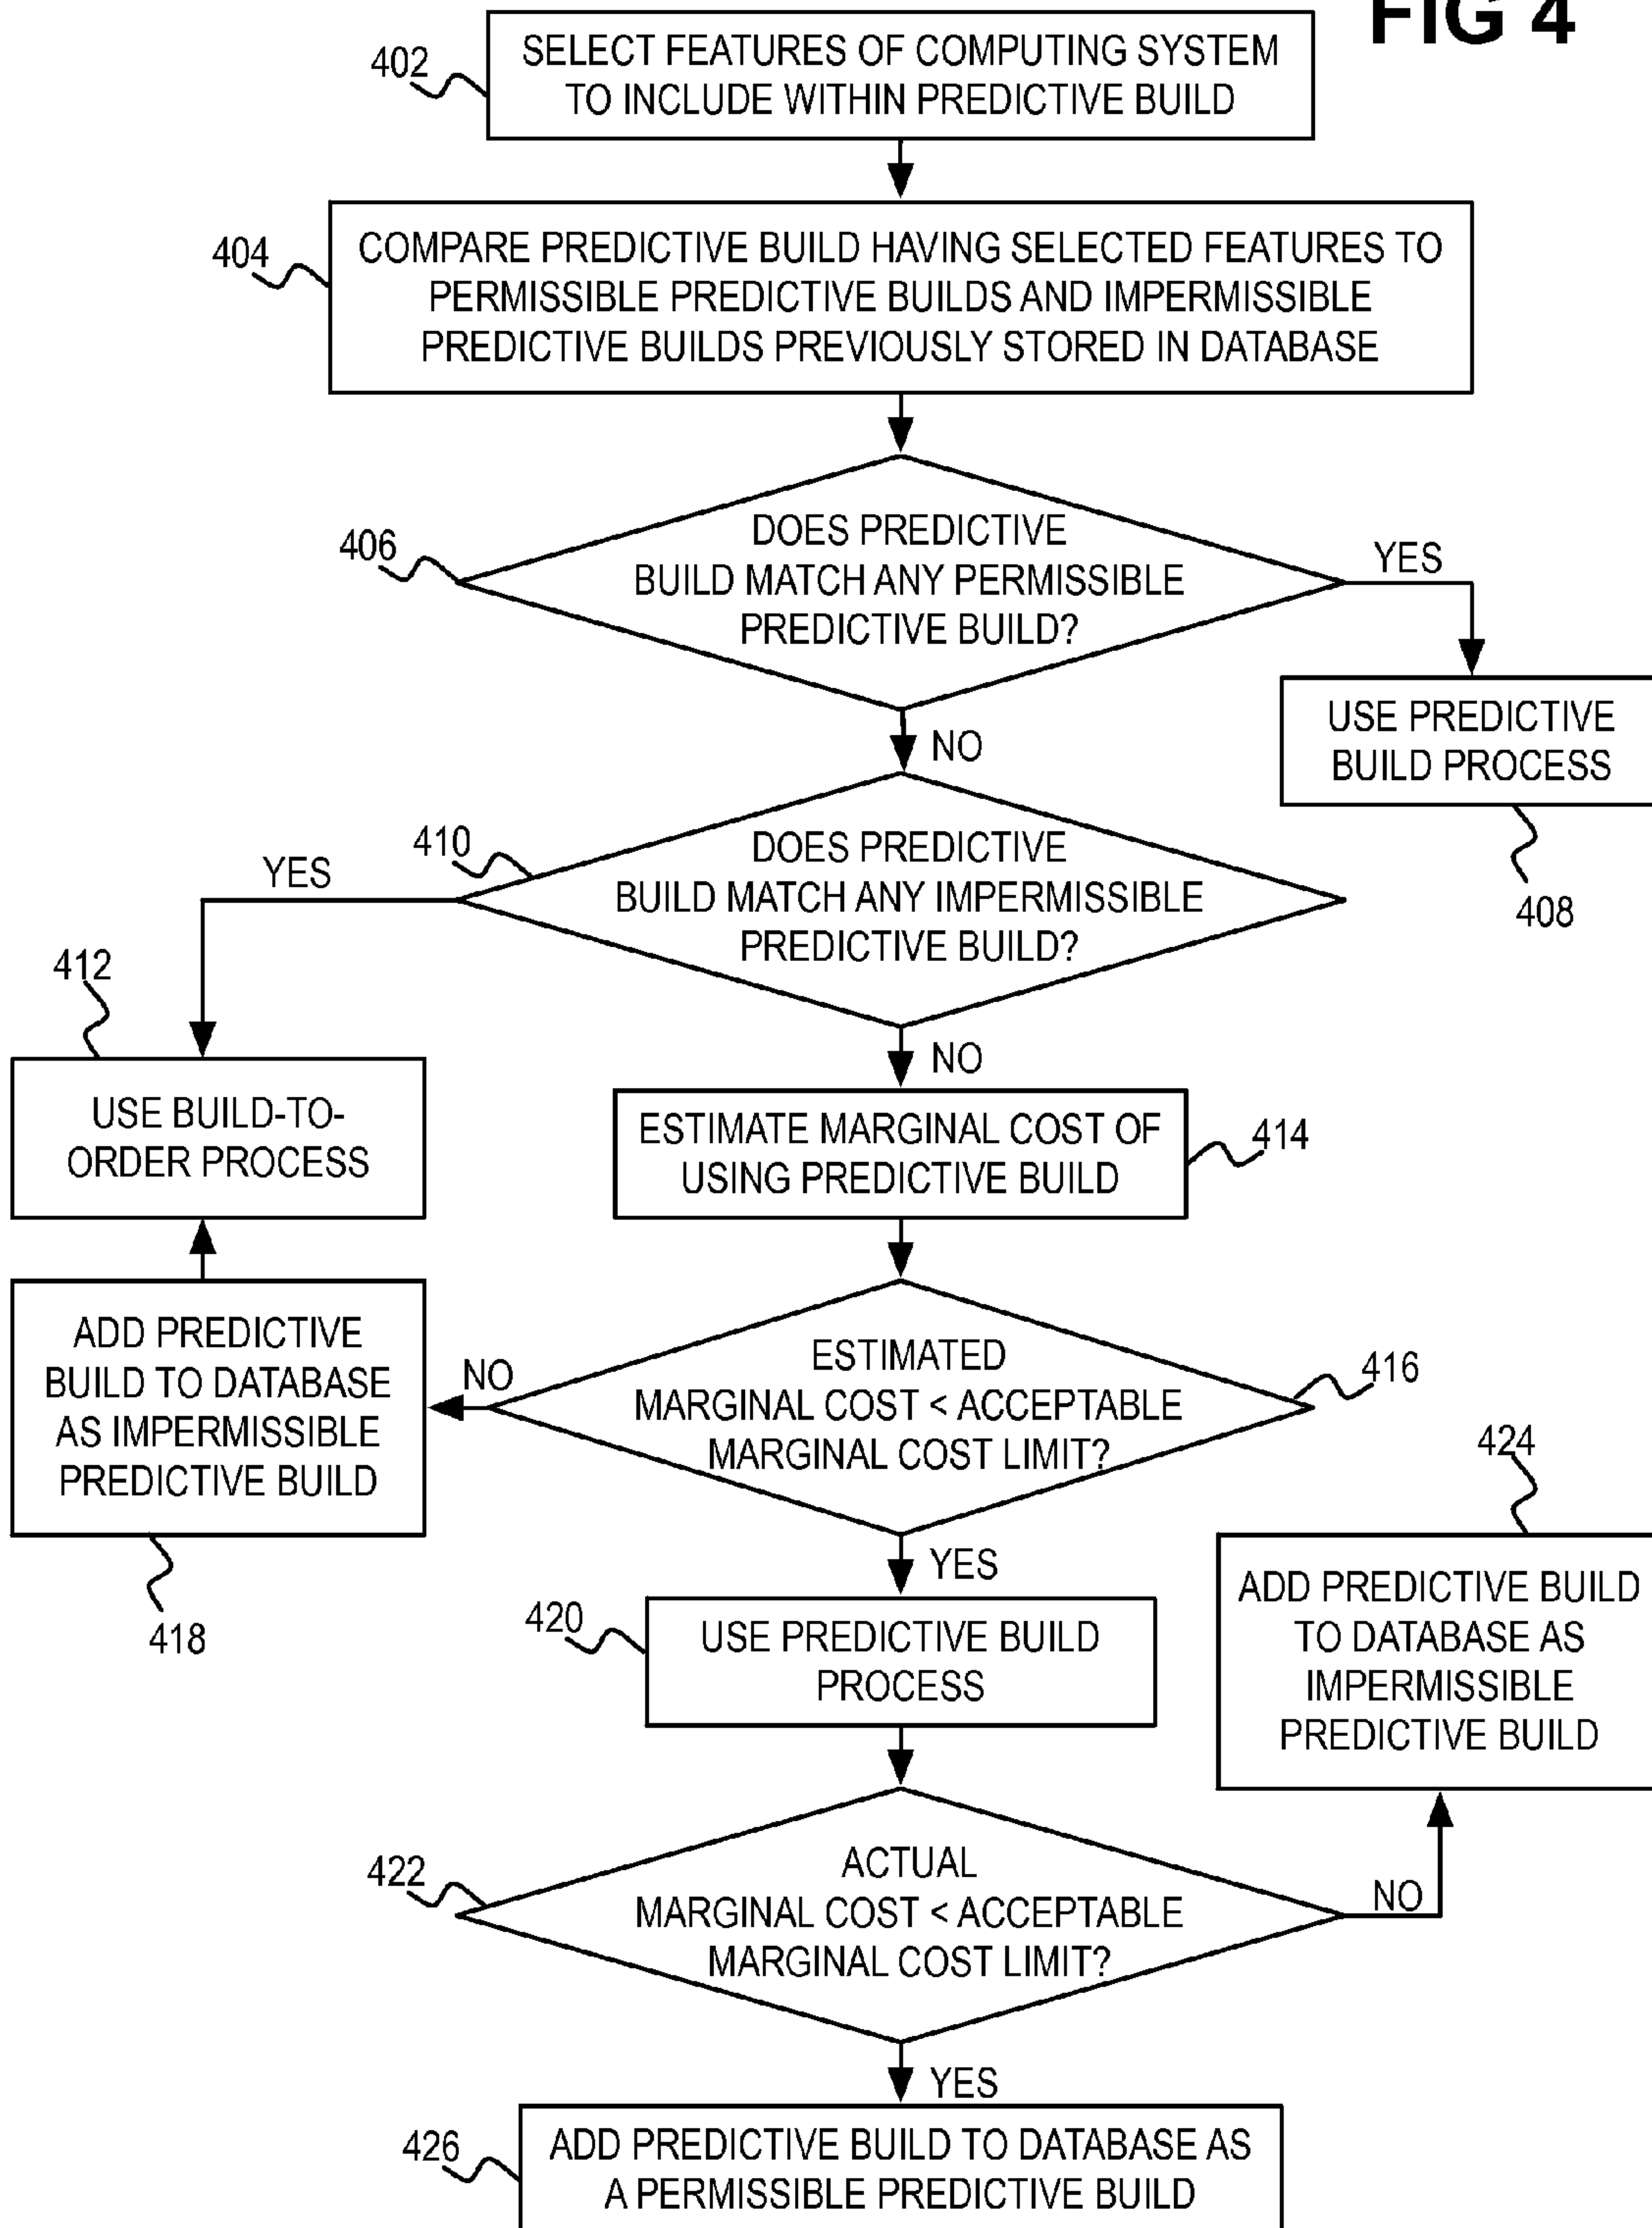 FIG 4
402
SELECT FEATURES OF COMPUTING SYSTEM
TO INCLUDE WITHIN PREDICTIVE BUILD
404
COMPARE PREDICTIVE BUILD HAVING SELECTED FEATURES TO
PERMISSIBLE PREDICTIVE BUILDS AND IMPERMISSIBLE
PREDICTIVE BUILDS PREVIOUSLY STORED IN DATABASE
406
DOES PREDICTIVE
BUILD MATCH ANY PERMISSIBLE
PREDICTIVE BUILD?
YES
USE PREDICTIVE
BUILD PROCESS
408
NO
410
DOES PREDICTIVE
BUILD MATCH ANY IMPERMISSIBLE
PREDICTIVE BUILD?
YES
412
USE BUILD-TO-
ORDER PROCESS
NO
ESTIMATE MARGINAL COST OF
USING PREDICTIVE BUILD
414
ESTIMATED
MARGINAL COST < ACCEPTABLE
MARGINAL COST LIMIT?
416
NO
ADD PREDICTIVE
BUILD TO DATABASE
AS IMPERMISSIBLE
PREDICTIVE BUILD
418
YES
420
USE PREDICTIVE BUILD
PROCESS
424
ADD PREDICTIVE BUILD
TO DATABASE AS
IMPERMISSIBLE
PREDICTIVE BUILD
422
ACTUAL
MARGINAL COST < ACCEPTABLE
MARGINAL COST LIMIT?
NO
YES
426
ADD PREDICTIVE BUILD TO DATABASE AS
A PERMISSIBLE PREDICTIVE BUILD